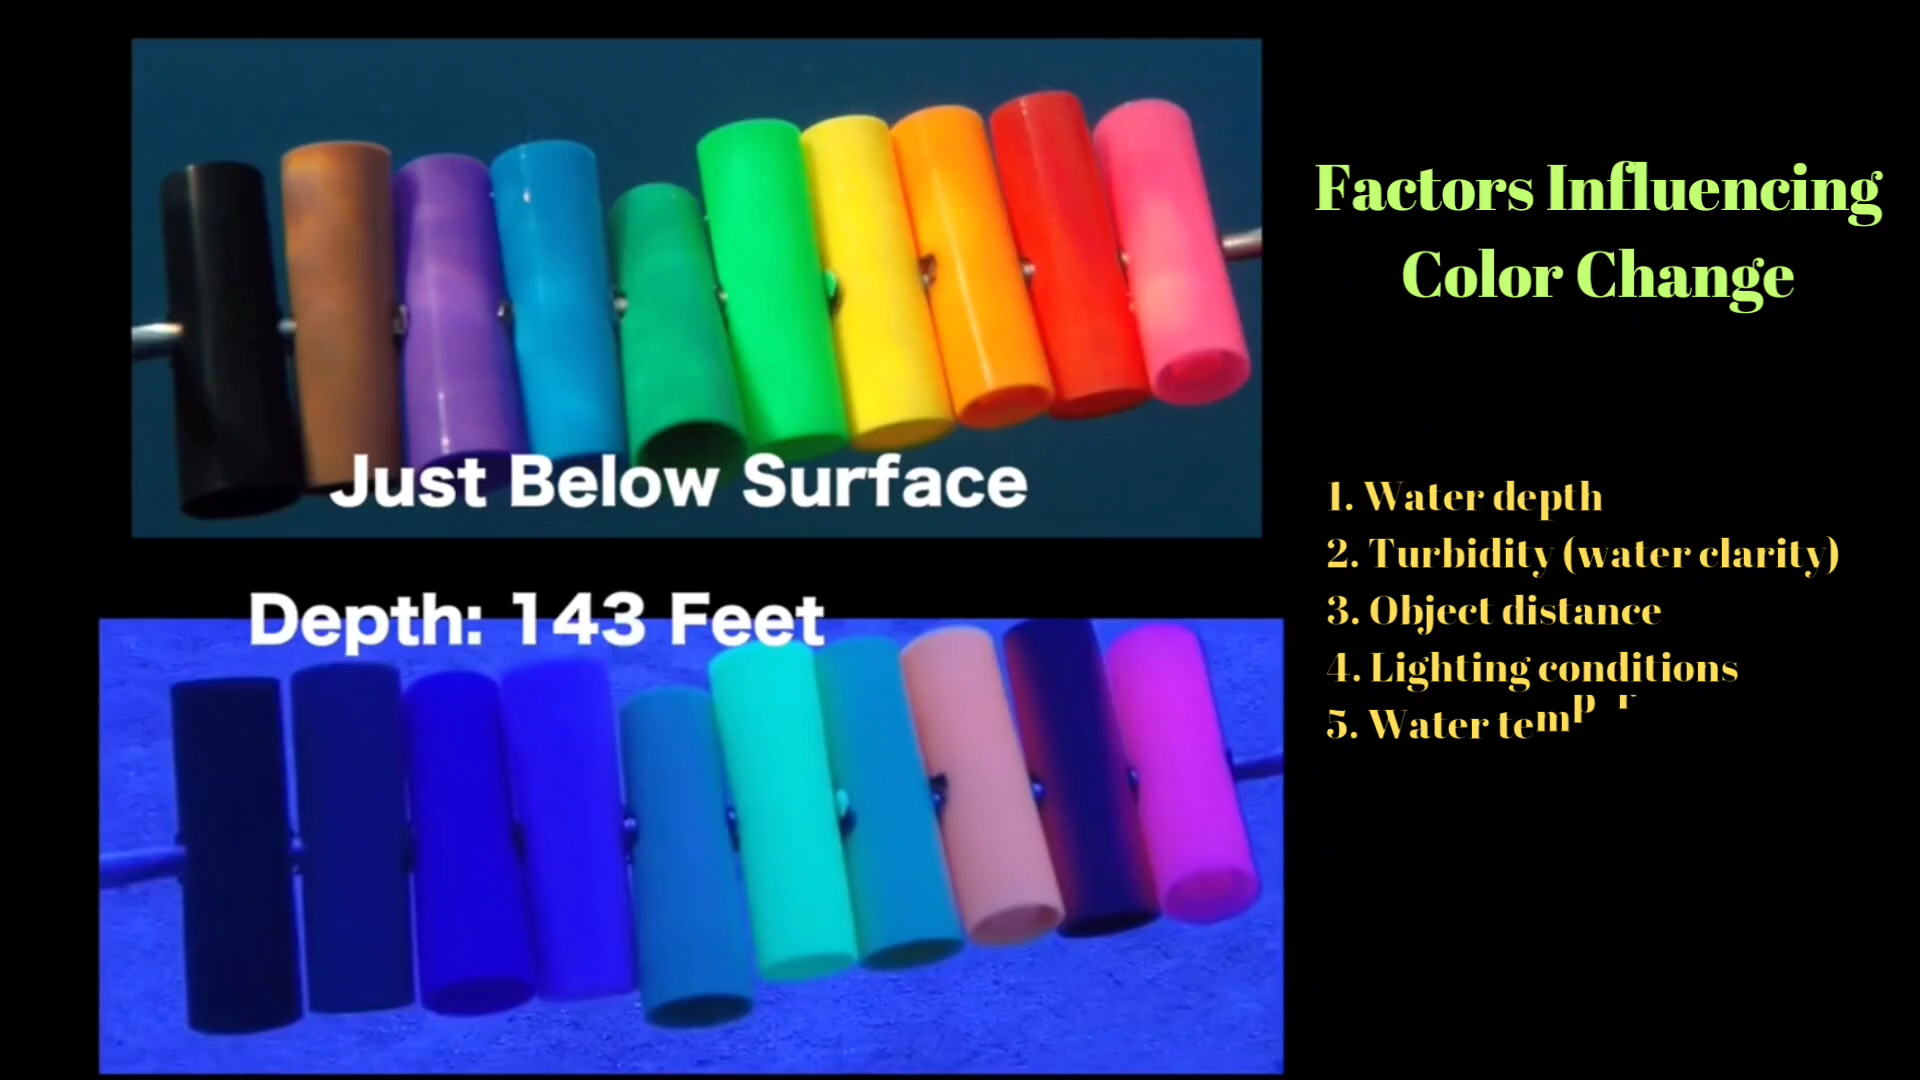 Just Below Surface
Depth: 143 Feet
Factors Influencing
Color Change
1. Water depth
2. Turbidity (water clarity)
3. Object distance
4. Lighting conditions
5. Water